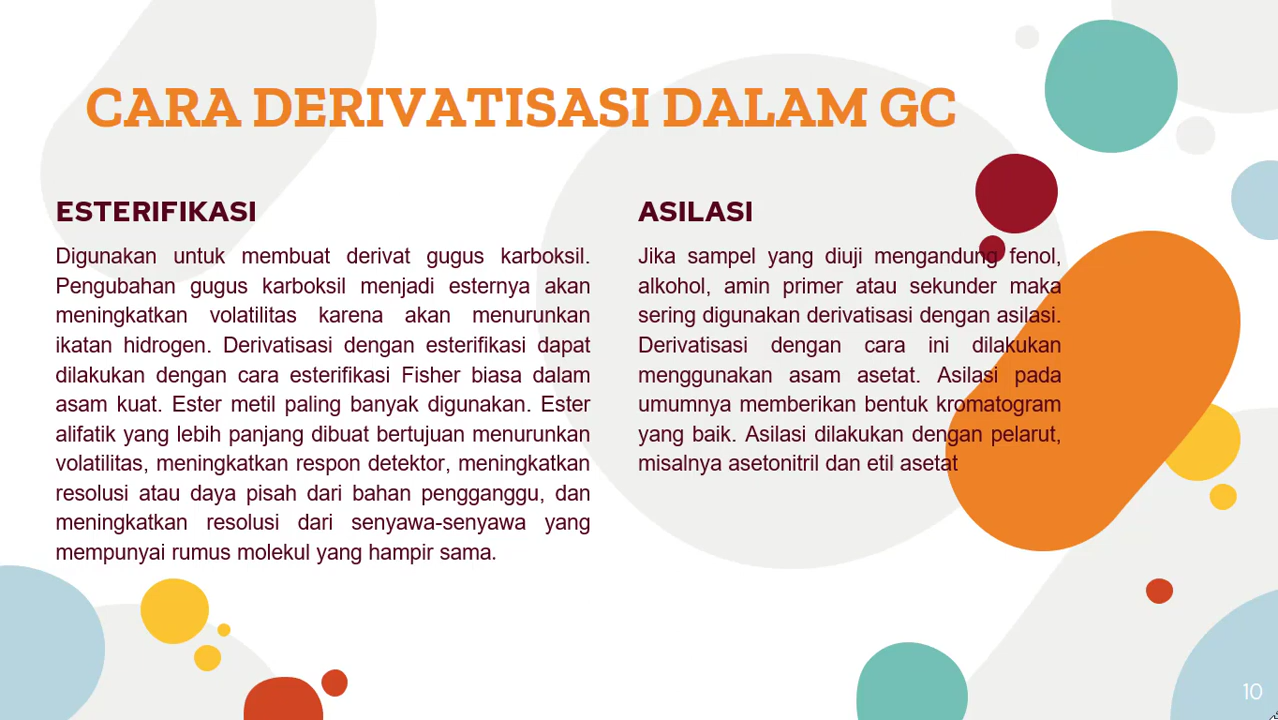 CARA DERIVATISASI DALAM GC
ESTERIFIKASI
Digunakan untuk membuat derivat gugus karboksil.
Pengubahan gugus karboksil menjadi esternya akan
meningkatkan volatilitas karena akan menurunkan
ikatan hidrogen. Derivatisasi dengan esterifikasi dapat
dilakukan dengan cara esterifikasi Fisher biasa dalam
asam kuat. Ester metil paling banyak digunakan. Ester
alifatik yang lebih panjang dibuat bertujuan menurunkan
volatilitas, meningkatkan respon detektor, meningkatkan
resolusi atau daya pisah dari bahan pengganggu, dan
meningkatkan resolusi dari senyawa-senyawa yang
mempunyai rumus molekul yang hampir sama.
ASILASI
Jika sampel yang diuji mengandung fenol,
alkohol, amin primer atau sekunder maka
sering digunakan derivatisasi dengan asilasi.
Derivatisasi dengan cara ini dilakukan
menggunakan asam asetat. Asilasi pada
umumnya memberikan bentuk kromatogram
yang baik. Asilasi dilakukan dengan pelarut,
misalnya asetonitril dan etil asetat
10